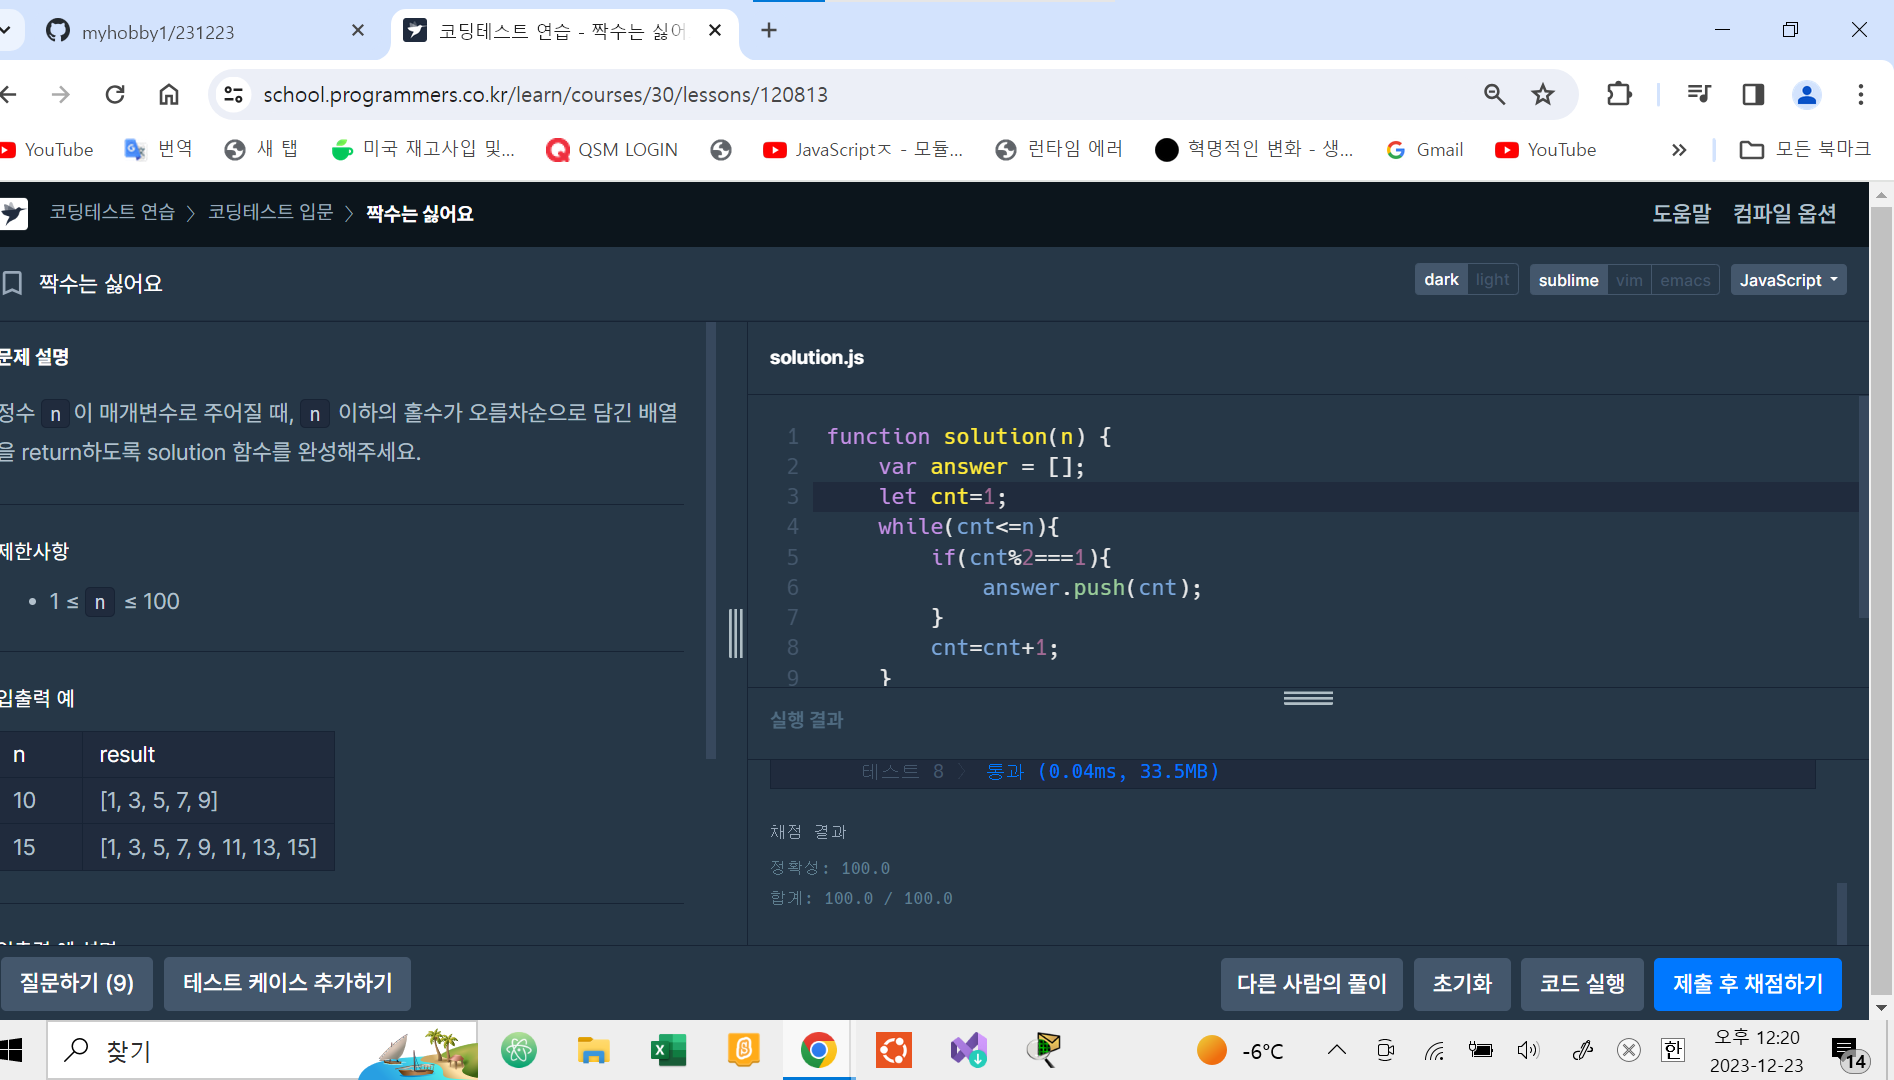 myhobby1/231223
코딩테스트 연습 - 짝수는 싫어
school.programmers.co.kr/learn/courses/30/lessons/120813
YouTube 번역 새 탭 미국 재고사입 및... QSM LOGIN JavaScriptㅈ - 모듈... 런타임 에러 혁명적인 변화 - 생... Gmail YouTube » 모든 북마크
코딩테스트 연습 > 코딩테스트 입문 > 짝수는 싫어요
도움말 컴파일 옵션
짝수는 싫어요
dark light sublime vim emacs JavaScript
문제 설명
정수 n이 매개변수로 주어질 때, n 이하의 홀수가 오름차순으로 담긴 배열
을 return하도록 solution 함수를 완성해주세요.
제한사항
• 1 ≤ n ≤ 100
입출력 예
n result
10 [1, 3, 5, 7, 9]
15 [1, 3, 5, 7, 9, 11, 13, 15]
입출력 예 설명
solution.js
1 function solution(n) {
2 var answer = [];
3 let cnt=1;
4 while(cnt<=n){
5 if(cnt%2===1){
6 answer.push(cnt);
7 }
8 cnt=cnt+1;
9 }
실행 결과
테스트 8 > 통과 (0.04ms, 33.5MB)
채점 결과
정확성: 100.0
합계: 100.0 / 100.0
질문하기 (9) 테스트 케이스 추가하기 다른 사람의 풀이 초기화 코드 실행 제출 후 채점하기
찾기
-6°C
한
오후 12:20
2023-12-23
14